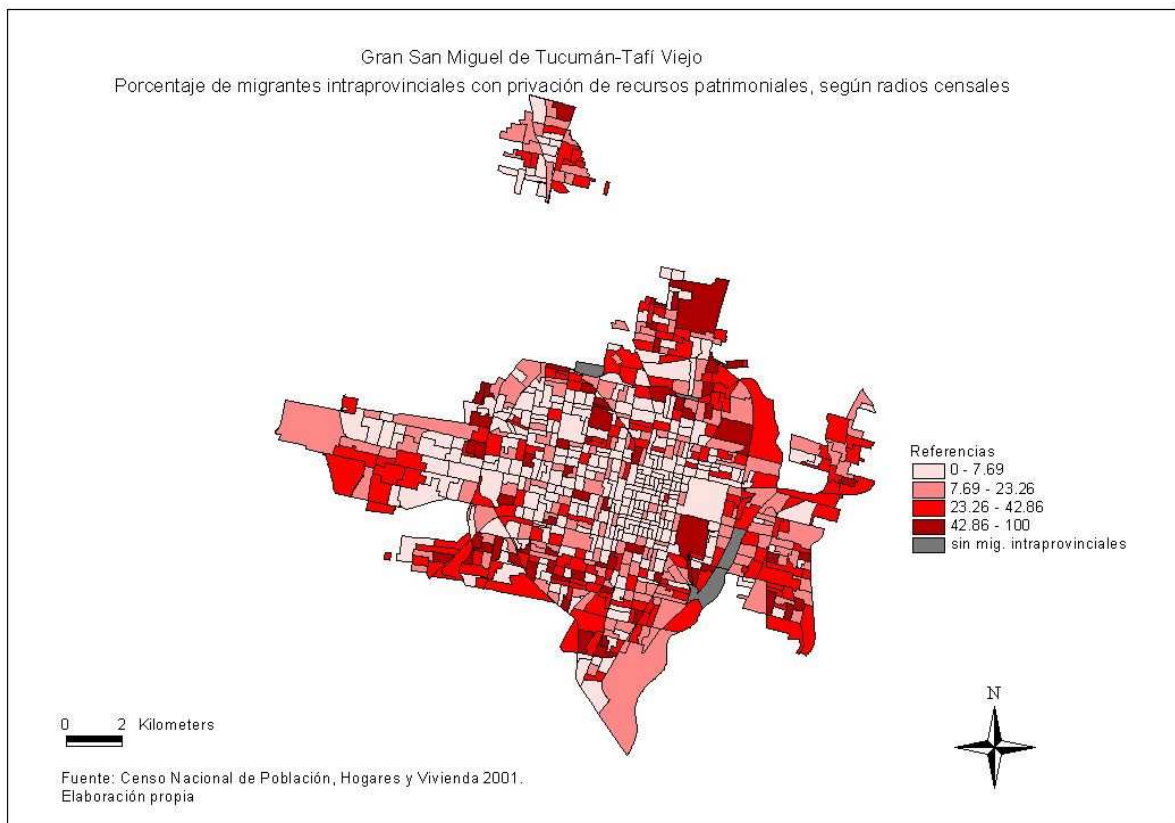 Gran San Miguel de Tucumán-Tafí Viejo
Porcentaje de migrantes intraprovinciales con privación de recursos patrimoniales, según radios censales
Referencias
0 - 7.69
7.69 - 23.26
23.26 - 42.86
42.86 - 100
sin mig. intraprovinciales
N
0 2 Kilometers
Fuente: Censo Nacional de Población, Hogares y Vivienda 2001.
Elaboración propia